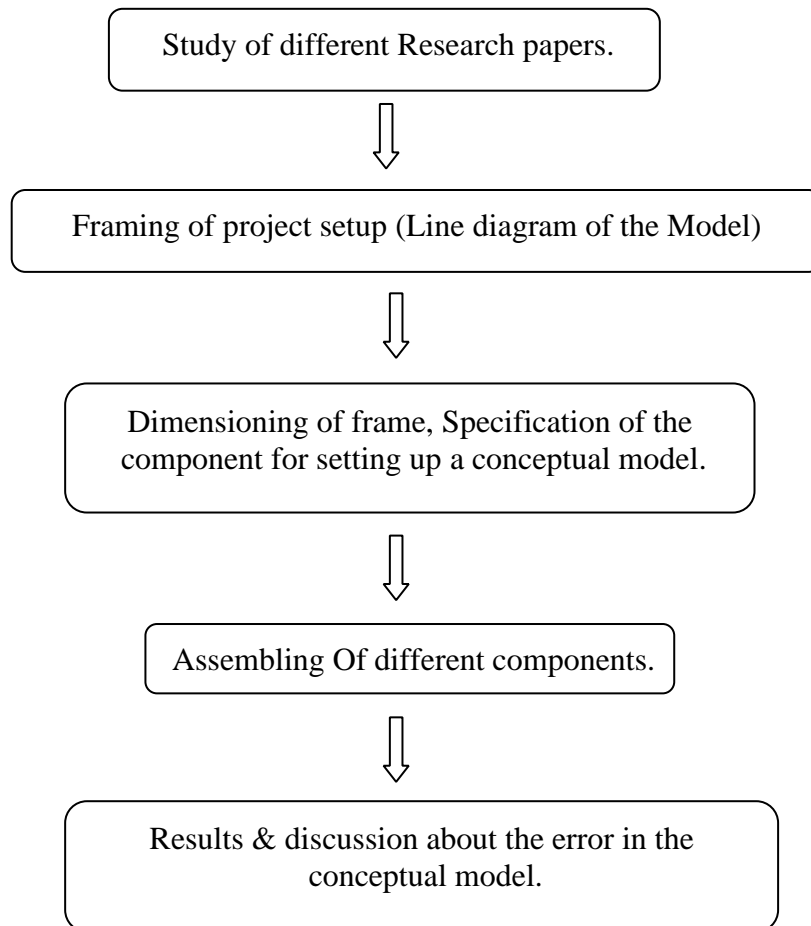 Study of different Research papers.
Framing of project setup (Line diagram of the Model)
Dimensioning of frame, Specification of the
component for setting up a conceptual model.
Assembling Of different components.
Results & discussion about the error in the
conceptual model.